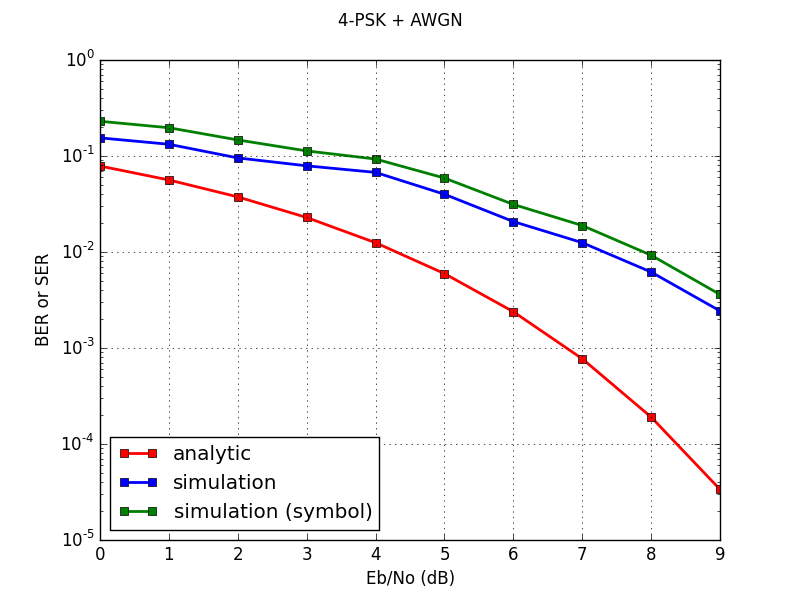 4-PSK + AWGN
10^0
10^-1
10^-2
10^-3
10^-4
10^-5
BER or SER
analytic
simulation
simulation (symbol)
0 1 2 3 4 5 6 7 8 9
Eb/No (dB)